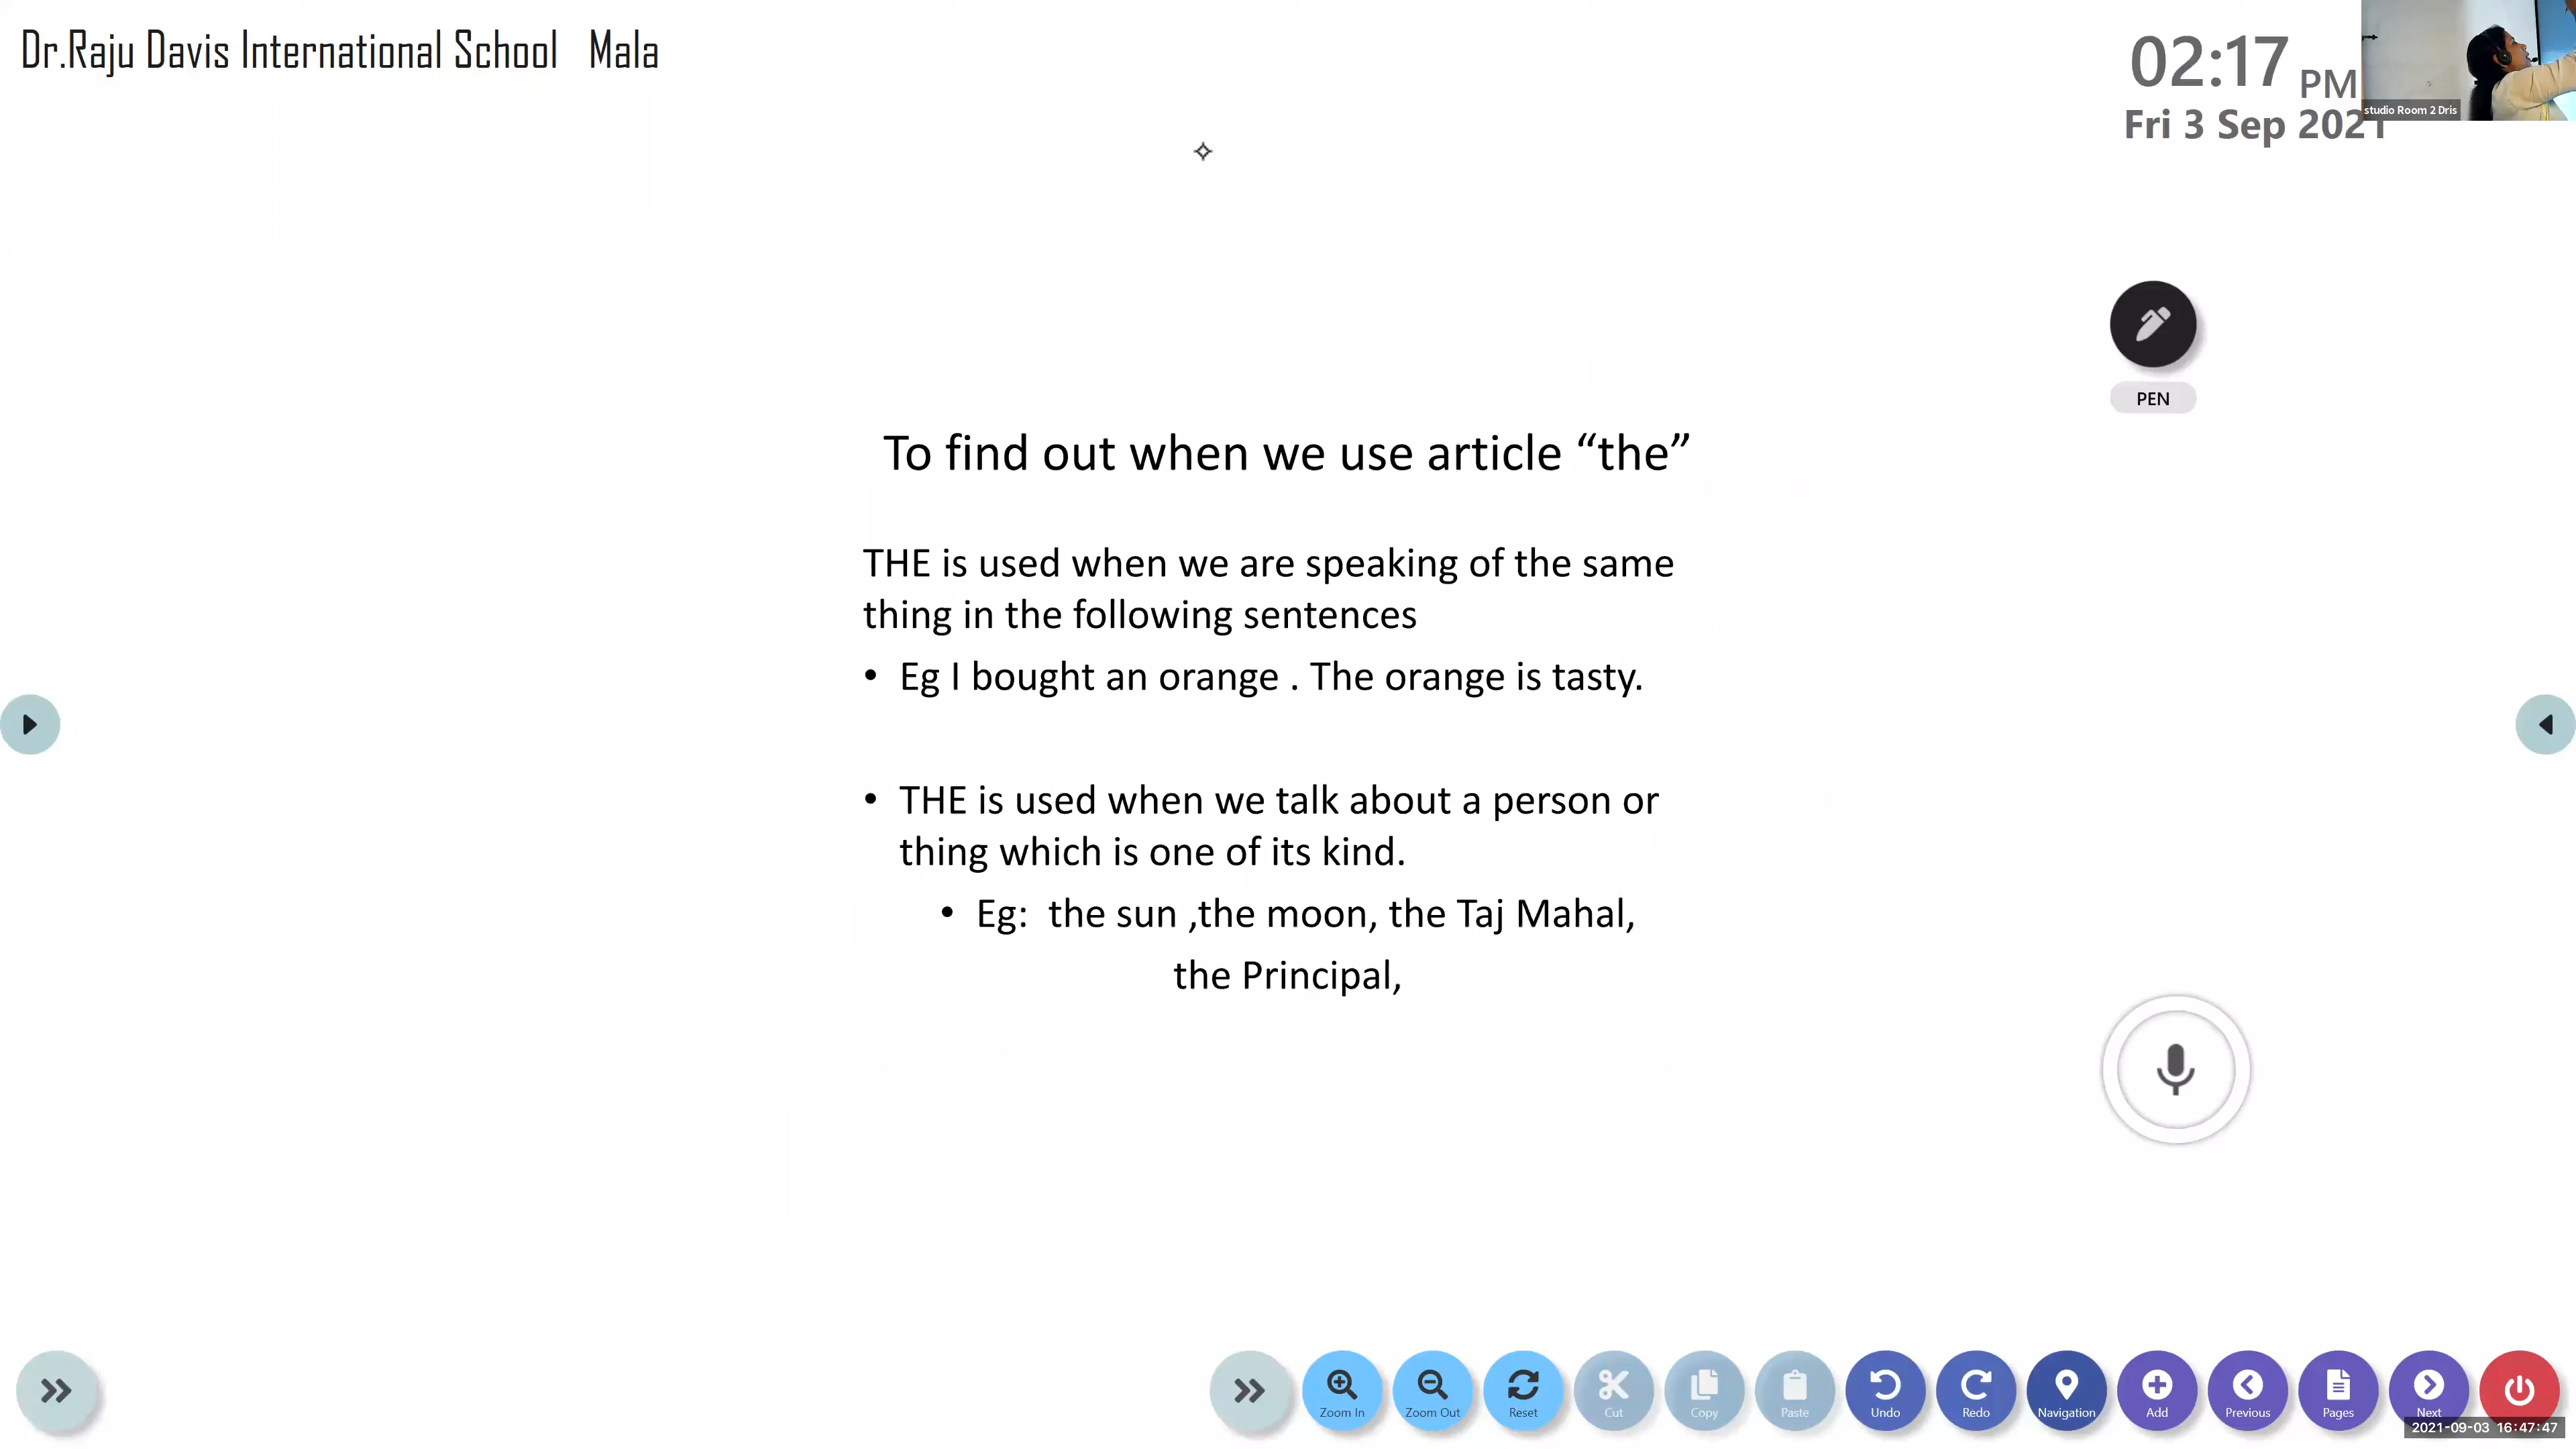 Dr.Raju Davis International School Mala
02:17 PM
Fri 3 Sep 2021
studio Room 2 Dris
PEN
To find out when we use article “the”
THE is used when we are speaking of the same
thing in the following sentences
• Eg I bought an orange . The orange is tasty.
• THE is used when we talk about a person or
thing which is one of its kind.
• Eg: the sun ,the moon, the Taj Mahal,
the Principal,
Zoom In Zoom Out Reset Cut Copy Paste Undo Redo Navigation Add Previous Pages Next
2021-09-03 16:47:47